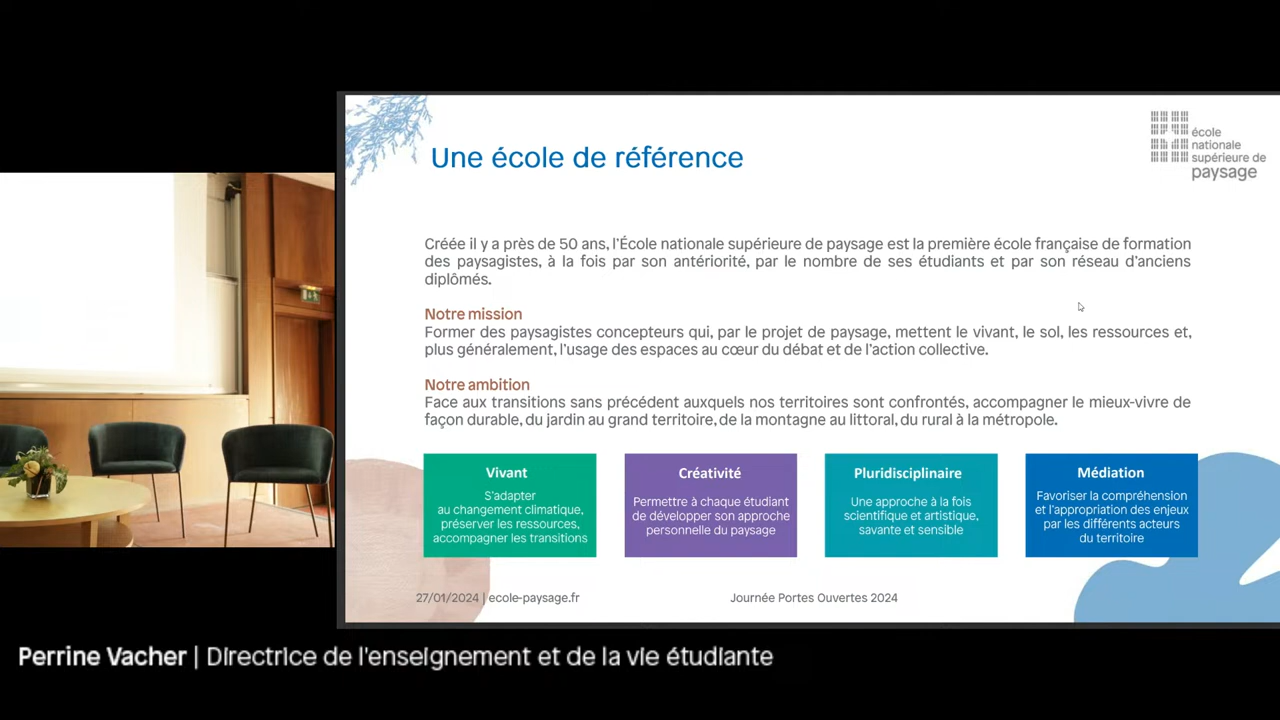 Une école de référence
école
nationale
supérieure de
paysage
Créée il y a près de 50 ans, l'École nationale supérieure de paysage est la première école française de formation
des paysagistes, à la fois par son antériorité, par le nombre de ses étudiants et par son réseau d'anciens
diplômés.
Notre mission
Former des paysagistes concepteurs qui, par le projet de paysage, mettent le vivant, le sol, les ressources et,
plus généralement, l'usage des espaces au cœur du débat et de l'action collective.
Notre ambition
Face aux transitions sans précédent auxquels nos territoires sont confrontés, accompagner le mieux-vivre de
façon durable, du jardin au grand territoire, de la montagne au littoral, du rural à la métropole.
Vivant
S'adapter
au changement climatique,
préserver les ressources,
accompagner les transitions
Créativité
Permettre à chaque étudiant
de développer son approche
personnelle du paysage
Pluridisciplinaire
Une approche à la fois
scientifique et artistique,
savante et sensible
Médiation
Favoriser la compréhension
et l'appropriation des enjeux
par les différents acteurs
du territoire
27/01/2024 | ecole-paysage.fr
Journée Portes Ouvertes 2024
Perrine Vacher | Directrice de l'enseignement et de la vie étudiante